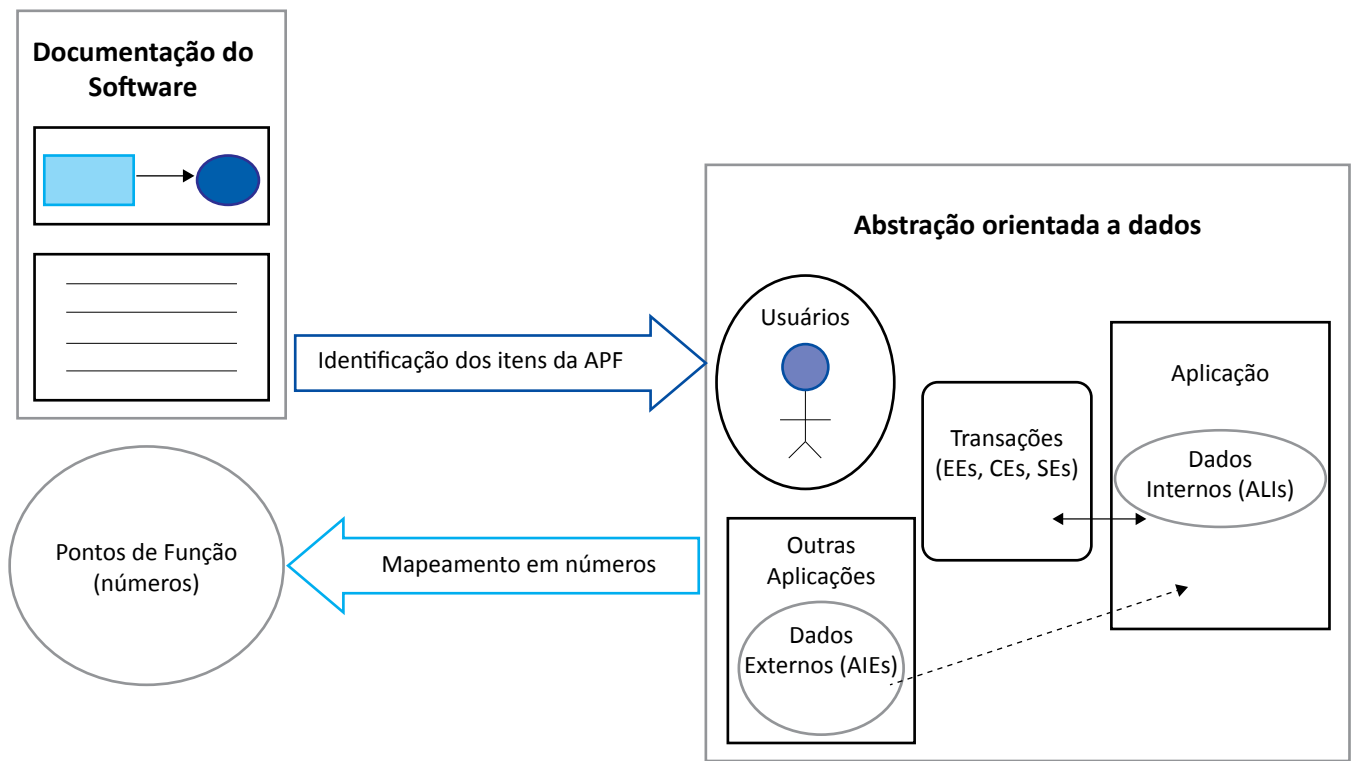 Documentação do
Software
Identificação dos itens da APF
Pontos de Função
(números)
Mapeamento em números
Abstração orientada a dados
Usuários
Transações
(EEs, CEs, SEs)
Aplicação
Dados
Internos (ALIs)
Outras
Aplicações
Dados
Externos (AIEs)